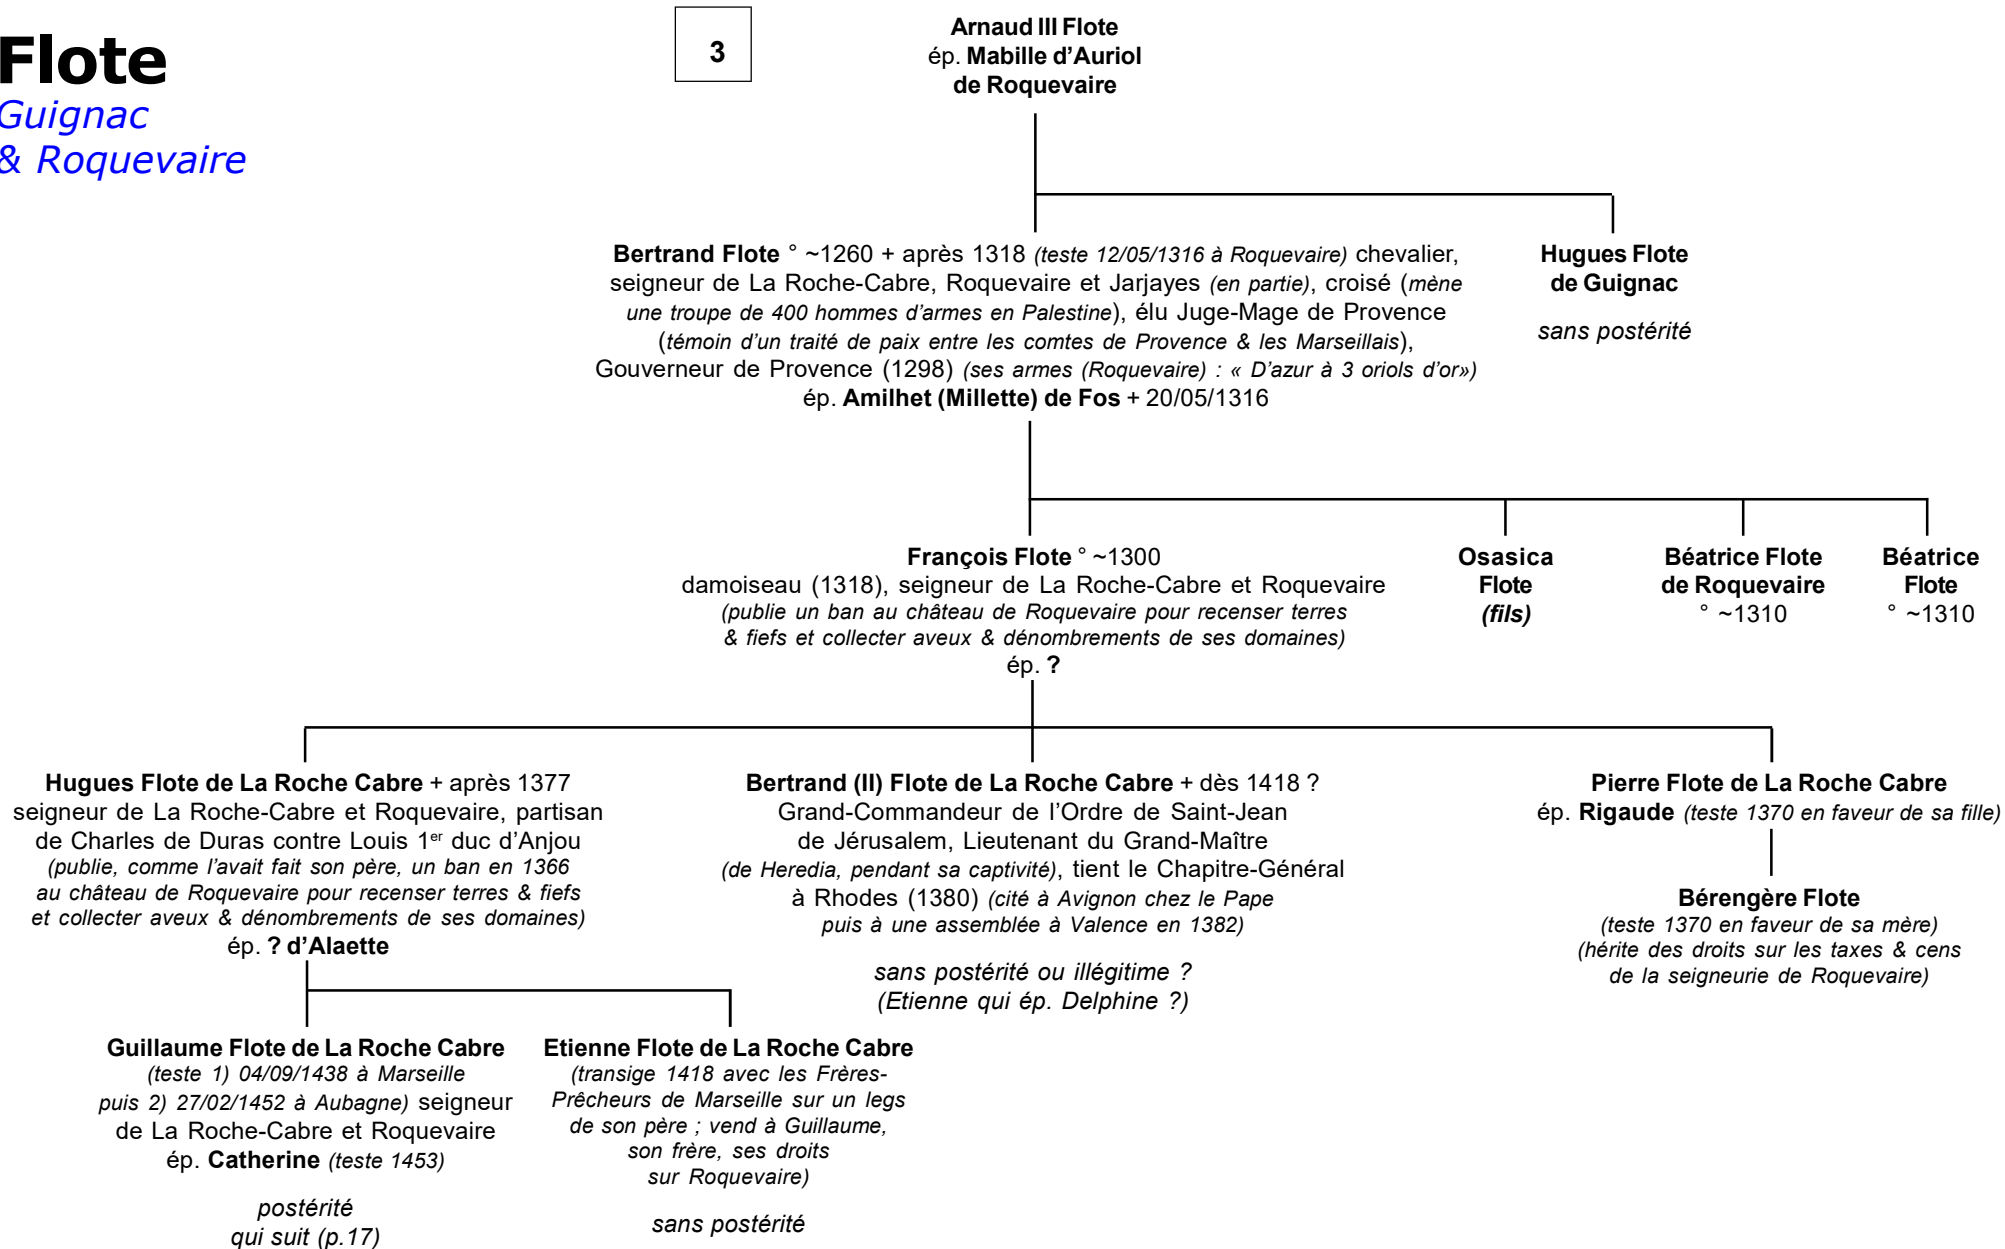 Flote
Guignac
& Roquevaire
3
Arnaud III Flote
ép. Mabille d’Auriol
de Roquevaire
Bertrand Flote ° ~1260 + après 1318 (teste 12/05/1316 à Roquevaire) chevalier,
seigneur de La Roche-Cabre, Roquevaire et Jarjayes (en partie), croisé (mène
une troupe de 400 hommes d’armes en Palestine), élu Juge-Mage de Provence
(témoin d’un traité de paix entre les comtes de Provence & les Marseillais),
Gouverneur de Provence (1298) (ses armes (Roquevaire) : « D’azur à 3 oriols d’or»)
ép. Amilhet (Millette) de Fos + 20/05/1316
Hugues Flote
de Guignac
sans postérité
François Flote ° ~1300
damoiseau (1318), seigneur de La Roche-Cabre et Roquevaire
(publie un ban au château de Roquevaire pour recenser terres
& fiefs et collecter aveux & dénombrements de ses domaines)
ép. ?
Osasica
Flote
(fils)
Béatrice Flote
de Roquevaire
° ~1310
Béatrice
Flote
° ~1310
Hugues Flote de La Roche Cabre + après 1377
seigneur de La Roche-Cabre et Roquevaire, partisan
de Charles de Duras contre Louis 1er duc d’Anjou
(publie, comme l’avait fait son père, un ban en 1366
au château de Roquevaire pour recenser terres & fiefs
et collecter aveux & dénombrements de ses domaines)
ép. ? d’Alaette
Bertrand (II) Flote de La Roche Cabre + dès 1418 ?
Grand-Commandeur de l’Ordre de Saint-Jean
de Jérusalem, Lieutenant du Grand-Maître
(de Heredia, pendant sa captivité), tient le Chapitre-Général
à Rhodes (1380) (cité à Avignon chez le Pape
puis à une assemblée à Valence en 1382)
sans postérité ou illégitime ?
(Etienne qui ép. Delphine ?)
Pierre Flote de La Roche Cabre
ép. Rigaude (teste 1370 en faveur de sa fille)
Bérengère Flote
(teste 1370 en faveur de sa mère)
(hérite des droits sur les taxes & cens
de la seigneurie de Roquevaire)
Guillaume Flote de La Roche Cabre
(teste 1) 04/09/1438 à Marseille
puis 2) 27/02/1452 à Aubagne) seigneur
de La Roche-Cabre et Roquevaire
ép. Catherine (teste 1453)
postérité
qui suit (p.17)
Etienne Flote de La Roche Cabre
(transige 1418 avec les Frères-
Prêcheurs de Marseille sur un legs
de son père ; vend à Guillaume,
son frère, ses droits
sur Roquevaire)
sans postérité